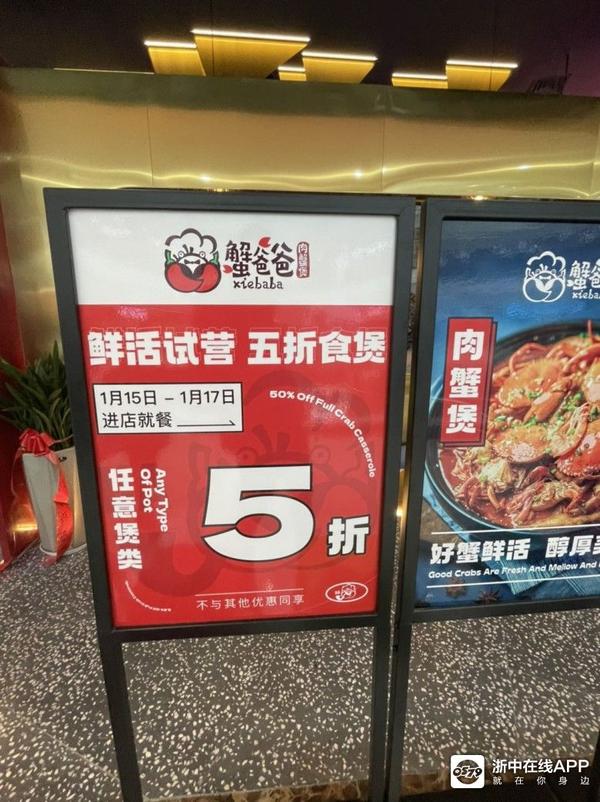 蟹爸爸
肉蟹煲
xiebaba
鲜活试营 五折食煲
1月15日 - 1月17日
进店就餐
50% Off Full Crab Casserole
任意煲类
Any Type
Of Pot
5折
不与其他优惠同享
蟹爸
xiebaba
肉蟹煲
好蟹鲜活 醇厚
Good Crabs Are Fresh And Mellow And
浙中在线APP
就在你身边
0579